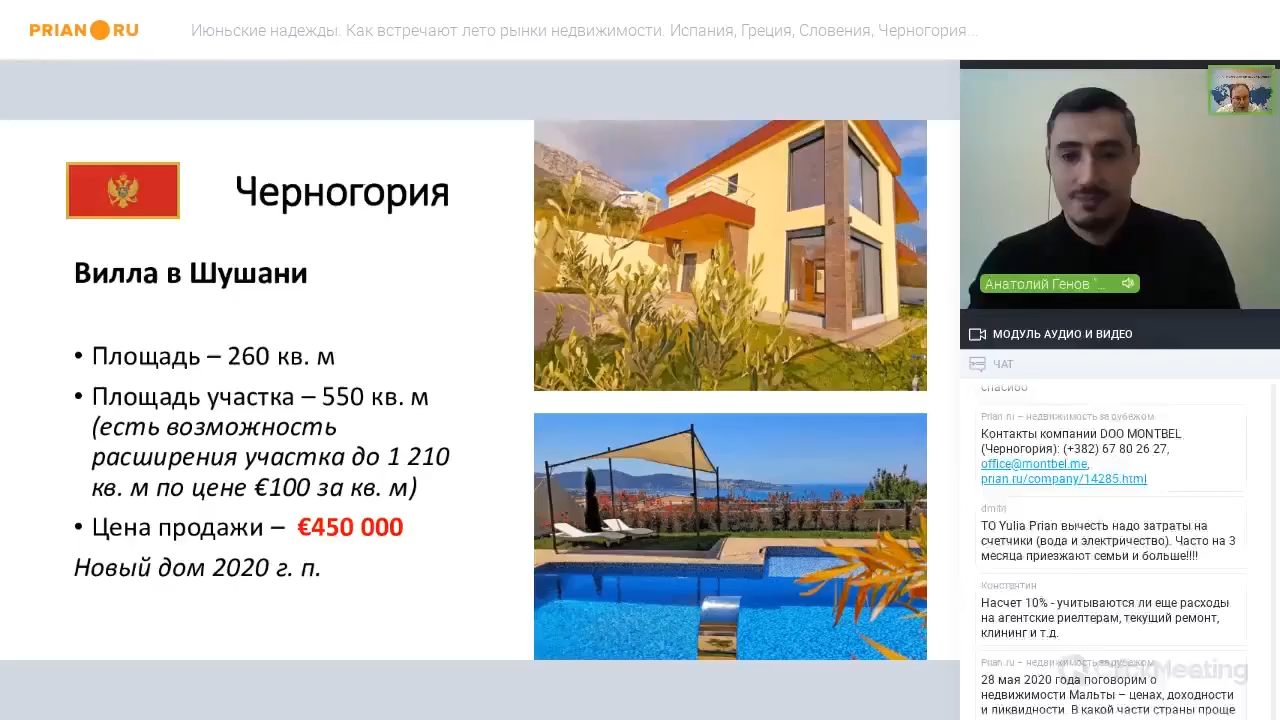 PRIAN RU
Июньские надежды. Как встречают лето рынки недвижимости. Испания, Греция, Словения, Черногория...
Черногория
Вилла в Шушани
• Площадь – 260 кв. м
• Площадь участка – 550 кв. м
(есть возможность
расширения участка до 1 210
кв. м по цене €100 за кв. м)
• Цена продажи – €450 000
Новый дом 2020 г. п.
Анатолий Генов "...
МОДУЛЬ АУДИО И ВИДЕО
ЧАТ
спасибо
Prian.ru – недвижимость за рубежом
Контакты компании DOO MONTBEL
(Черногория): (+382) 67 80 26 27,
office@montbel.me,
prian.ru/company/14285.html
dmitri
TO Yulia Prian вычесть надо затраты на
счетчики (вода и электричество). Часто на 3
месяца приезжают семьи и больше!!!!
Константин
Насчет 10% - учитываются ли еще расходы
на агентские риелтерам, текущий ремонт,
клининг и т.д.
Prian.ru – недвижимость за рубежом
ClickMeeting
28 мая 2020 года поговорим о
недвижимости Мальты – ценах, доходности
и ликвидности. В какой части страны проще